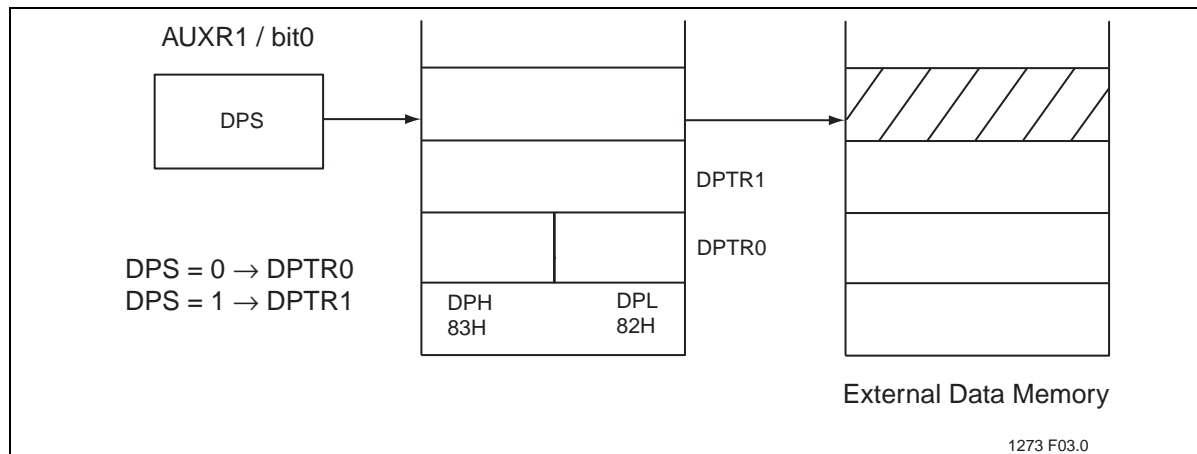 AUXR1 / bit0
DPS
DPS = 0 → DPTR0
DPS = 1 → DPTR1
DPTR1
DPTR0
DPH
83H
DPL
82H
External Data Memory
1273 F03.0